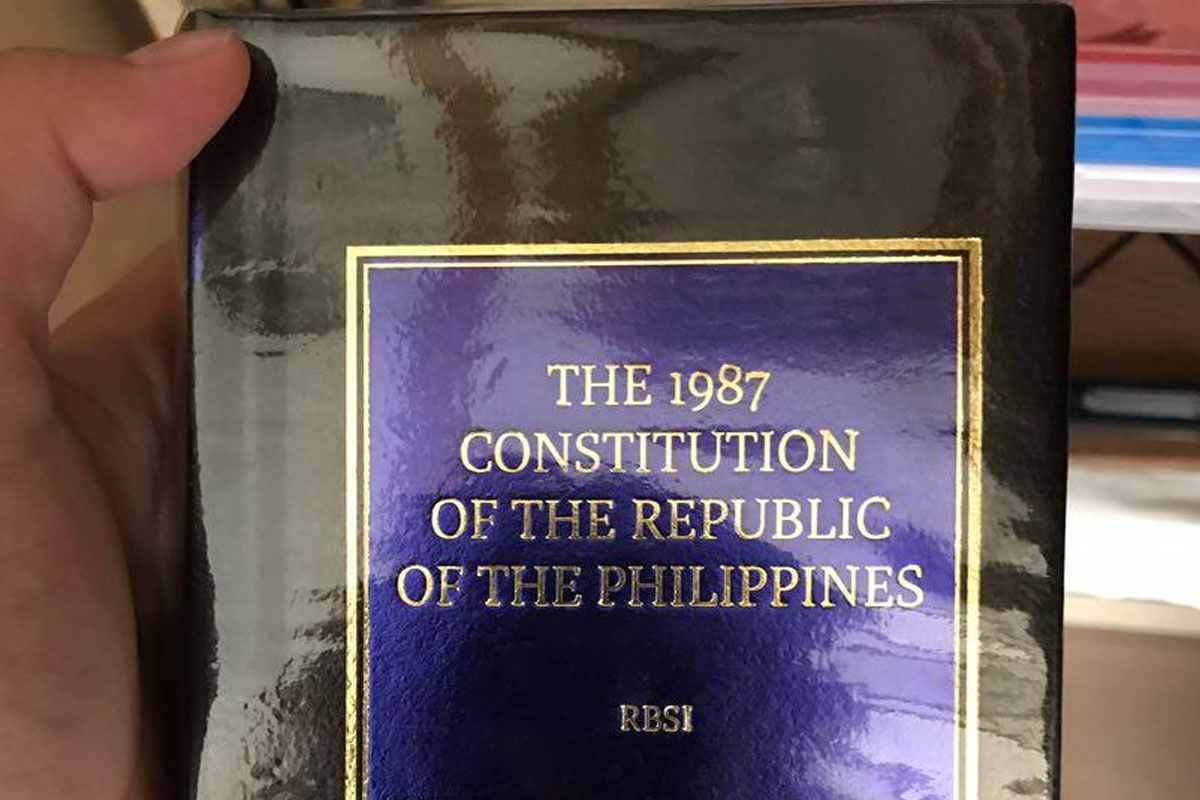 THE 1987
CONSTITUTION
OF THE REPUBLIC
OF THE PHILIPPINES
RBSI